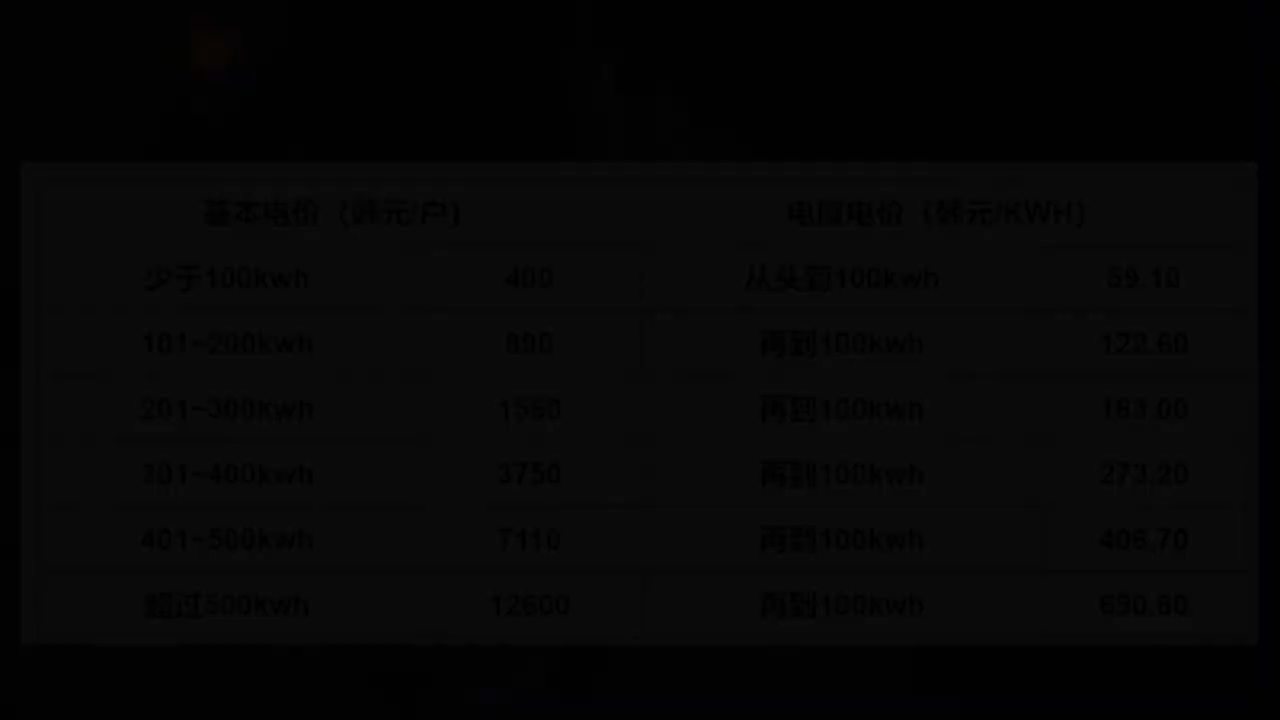 基本电价（韩元/户） 电度电价（韩元/KWH）
少于100kwh 400 从头到100kwh 59.10
101-200kwh 890 再到100kwh 122.60
201-300kwh 1560 再到100kwh 183.00
301-400kwh 3750 再到100kwh 273.20
401-500kwh 7110 再到100kwh 406.70
超过500kwh 12600 再到100kwh 690.80